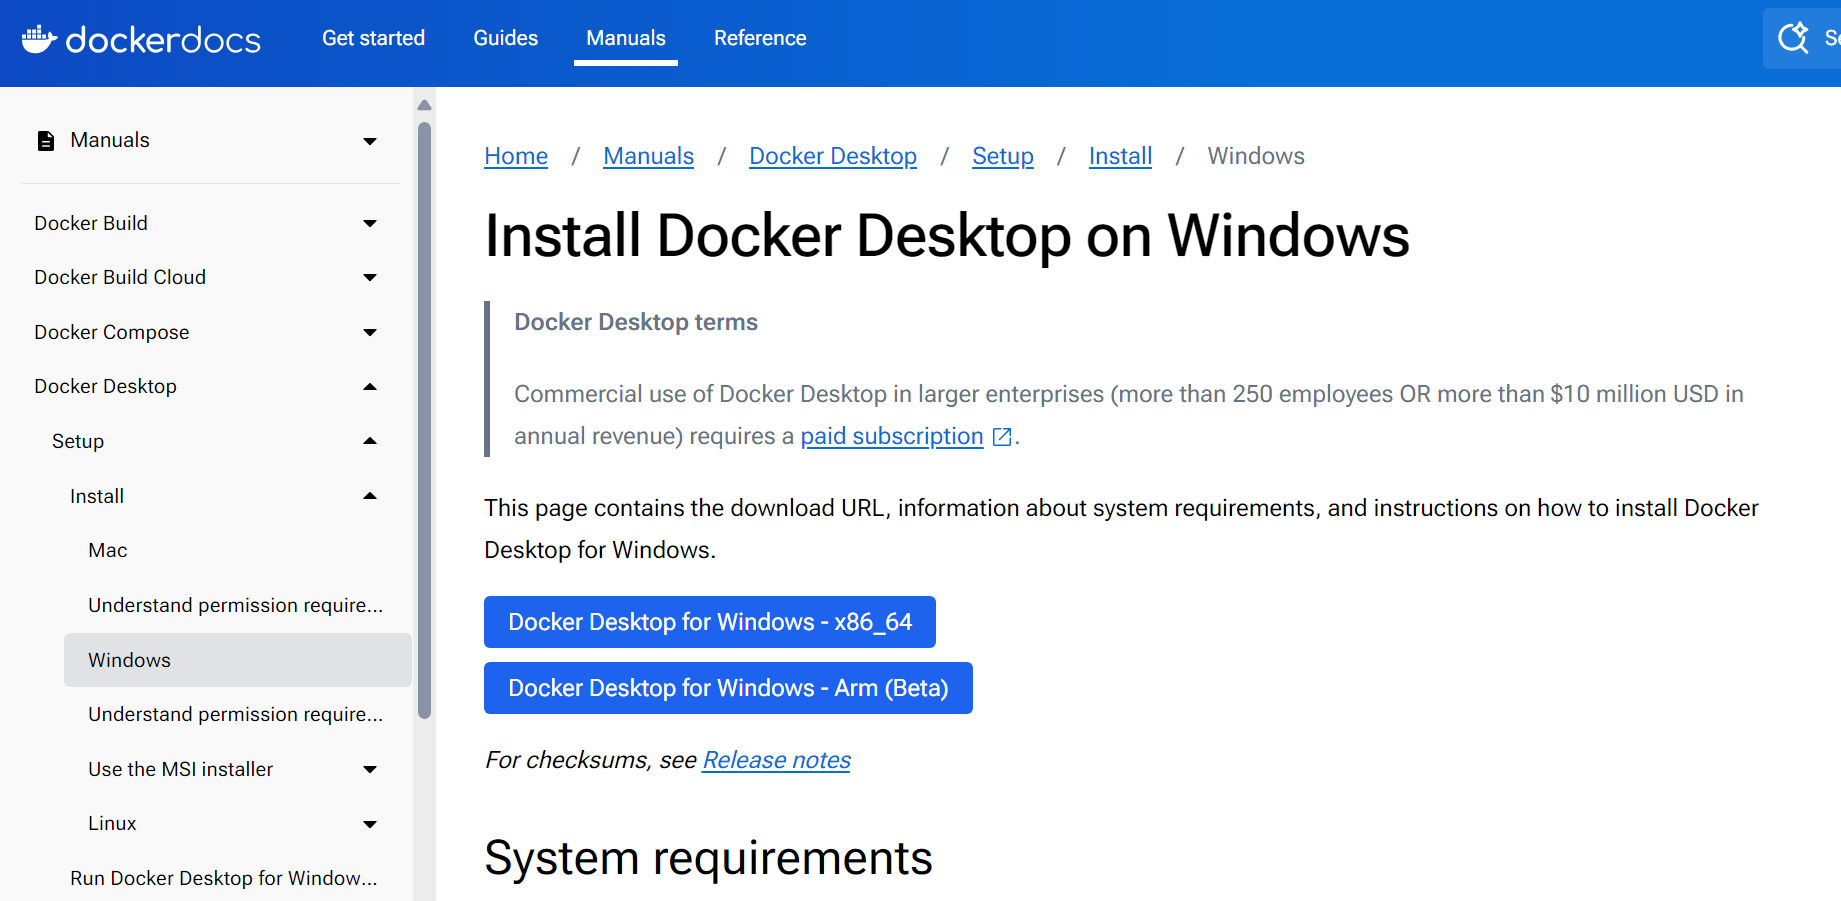 dockerdocs
Get started
Guides
Manuals
Reference
Manuals
Docker Build
Docker Build Cloud
Docker Compose
Docker Desktop
Setup
Install
Mac
Understand permission require...
Windows
Understand permission require...
Use the MSI installer
Linux
Run Docker Desktop for Window...
Home / Manuals / Docker Desktop / Setup / Install / Windows
Install Docker Desktop on Windows
Docker Desktop terms
Commercial use of Docker Desktop in larger enterprises (more than 250 employees OR more than $10 million USD in
annual revenue) requires a paid subscription.
This page contains the download URL, information about system requirements, and instructions on how to install Docker
Desktop for Windows.
Docker Desktop for Windows - x86_64
Docker Desktop for Windows - Arm (Beta)
For checksums, see Release notes
System requirements